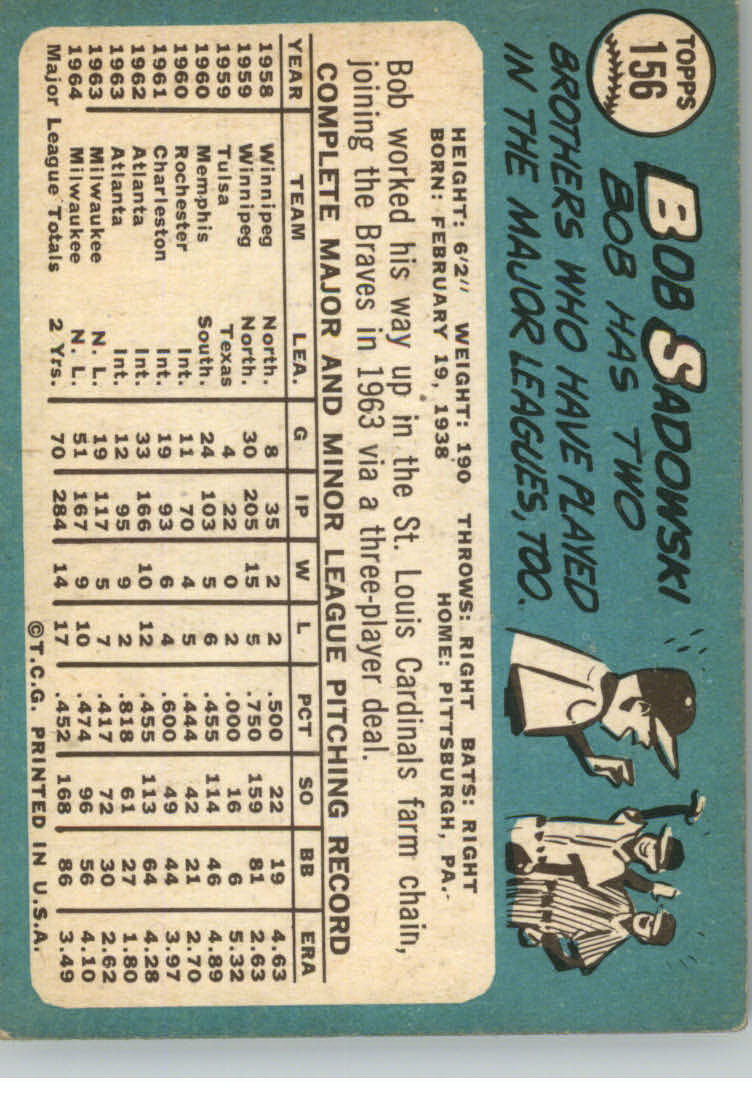 TOPPS
156
BOB SADOWSKI
BOB HAS TWO
BROTHERS WHO HAVE PLAYED
IN THE MAJOR LEAGUES, TOO.
HEIGHT: 6/2" WEIGHT: 190 THROWS: RIGHT BATS: RIGHT
BORN: FEBRUARY 19, 1938 HOME: PITTSBURGH, PA.
Bob worked his way up in the St. Louis Cardinals farm chain,
joining the Braves in 1963 via a three-player deal.
COMPLETE MAJOR AND MINOR LEAGUE PITCHING RECORD
YEAR TEAM LEA. G IP W L PCT SO BB ERA
1958 Winnipeg North. 8 35 2 2 .500 22 19 4.63
1959 Winnipeg North. 30 205 15 5 .750 159 81 2.63
1959 Tulsa Texas 4 22 0 2 .000 16 6 5.32
1960 Memphis South. 24 103 5 6 .455 114 46 4.89
1960 Rochester Int. 11 70 4 5 .444 42 21 2.70
1961 Charleston Int. 19 93 6 4 .600 49 44 3.97
1962 Atlanta Int. 33 166 10 12 .455 113 64 4.28
1963 Atlanta Int. 12 95 9 2 .818 61 27 1.80
1963 Milwaukee N. L. 19 117 5 7 .417 72 30 2.62
1964 Milwaukee N. L. 51 167 9 10 .474 96 56 4.10
Major League Totals 2 Yrs. 70 284 14 17 .452 168 86 3.49
©T.C.G. PRINTED IN U.S.A.